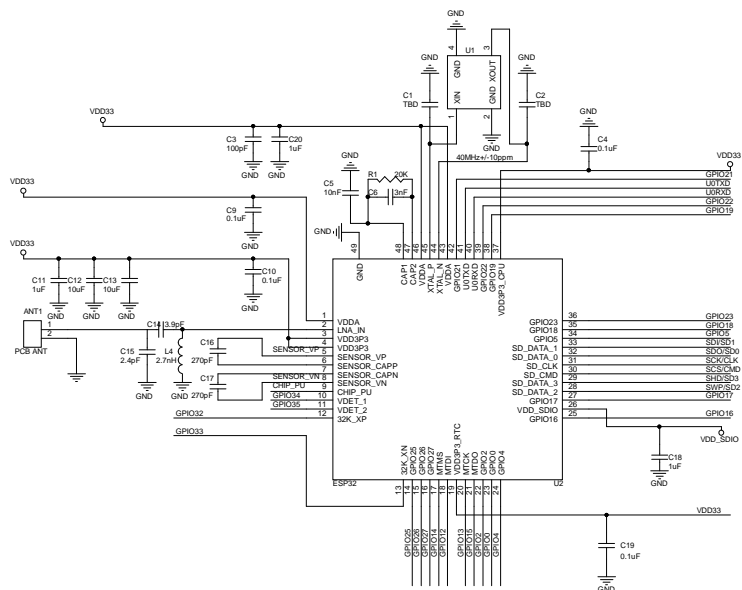 GND
GND
GND
4
3
U1
GND
XOUT
XIN
GND
1
2
C1
TBD
C2
TBD
GND
GND
VDD33
C3
100pF
C20
1uF
GND
GND
C4
0.1uF
40MHz+/-10ppm
VDD33
GND
R1
20K
C5
10nF
C6
3nF
GPIO21
U0TXD
U0RXD
GPIO22
GPIO19
VDD33
C9
0.1uF
GND
GND
49
48
47
46
45
44
43
42
41
40
39
38
37
GND
CAP1
CAP2
VDDA
XTAL_P
XTAL_N
VDDA
GPIO21
U0TXD
U0RXD
GPIO22
GPIO19
VDD3P3_CPU
VDD33
C11
1uF
C12
10uF
C13
10uF
C10
0.1uF
GND
GND
GND
GND
ANT1
1
2
PCB ANT
C14
3.9pF
C15
2.4pF
L4
2.7nH
C16
270pF
C17
270pF
GND
GND
SENSOR_VP
SENSOR_VN
CHIP_PU
GPIO34
GPIO35
GPIO32
GPIO33
1 VDDA
2 LNA_IN
3 VDD3P3
4 VDD3P3
5 SENSOR_VP
6 SENSOR_CAPP
7 SENSOR_CAPN
8 SENSOR_VN
9 CHIP_PU
10 VDET_1
11 VDET_2
12 32K_XP
GPIO23 36 GPIO23
GPIO18 35 GPIO18
GPIO5 34 GPIO5
SD_DATA_1 33 SDI/SD1
SD_DATA_0 32 SDO/SD0
SD_CLK 31 SCK/CLK
SD_CMD 30 SCS/CMD
SD_DATA_3 29 SHD/SD3
SD_DATA_2 28 SWP/SD2
GPIO17 27 GPIO17
VDD_SDIO 26
GPIO16 25 GPIO16
VDD_SDIO
C18
1uF
GND
32K_XN
GPIO25
GPIO26
GPIO27
MTMS
MTDI
VDD3P3_RTC
MTCK
MTDO
GPIO2
GPIO0
GPIO4
ESP32
U2
13
14
15
16
17
18
19
20
21
22
23
24
VDD33
GPIO25
GPIO26
GPIO27
GPIO14
GPIO12
GPIO13
GPIO15
GPIO2
GPIO0
GPIO4
C19
0.1uF
GND